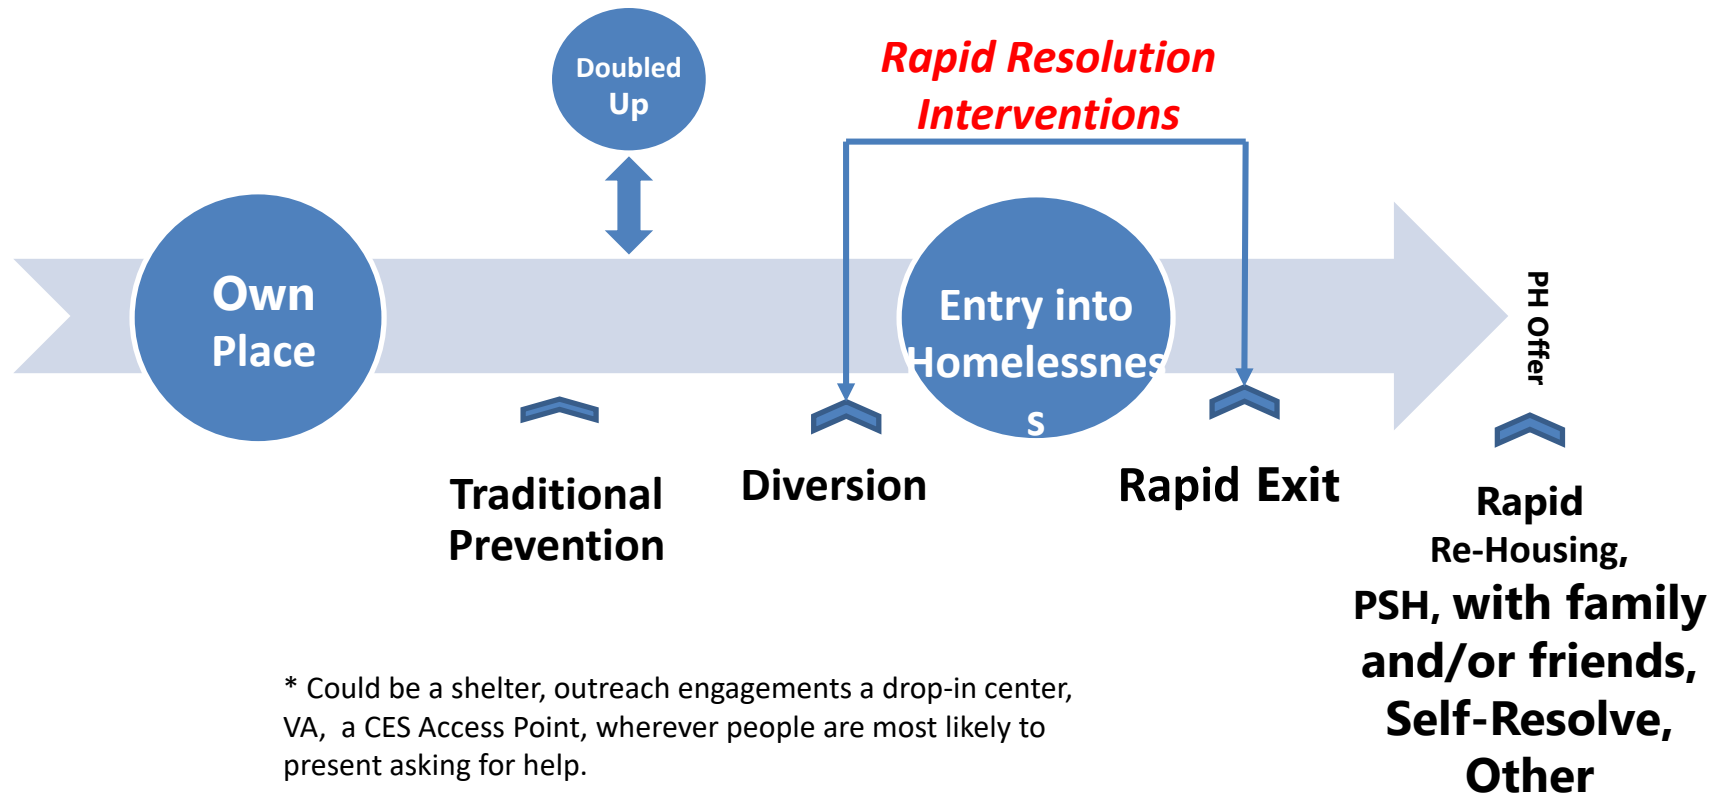 Doubled
Up
Rapid Resolution
Interventions
Own
Place
Entry into
Homelessnes
s
PH Offer
Traditional
Prevention
Diversion
Rapid Exit
Rapid
Re-Housing,
PSH, with family
and/or friends,
Self-Resolve,
Other
* Could be a shelter, outreach engagements a drop-in center,
VA,  a CES Access Point, wherever people are most likely to
present asking for help.